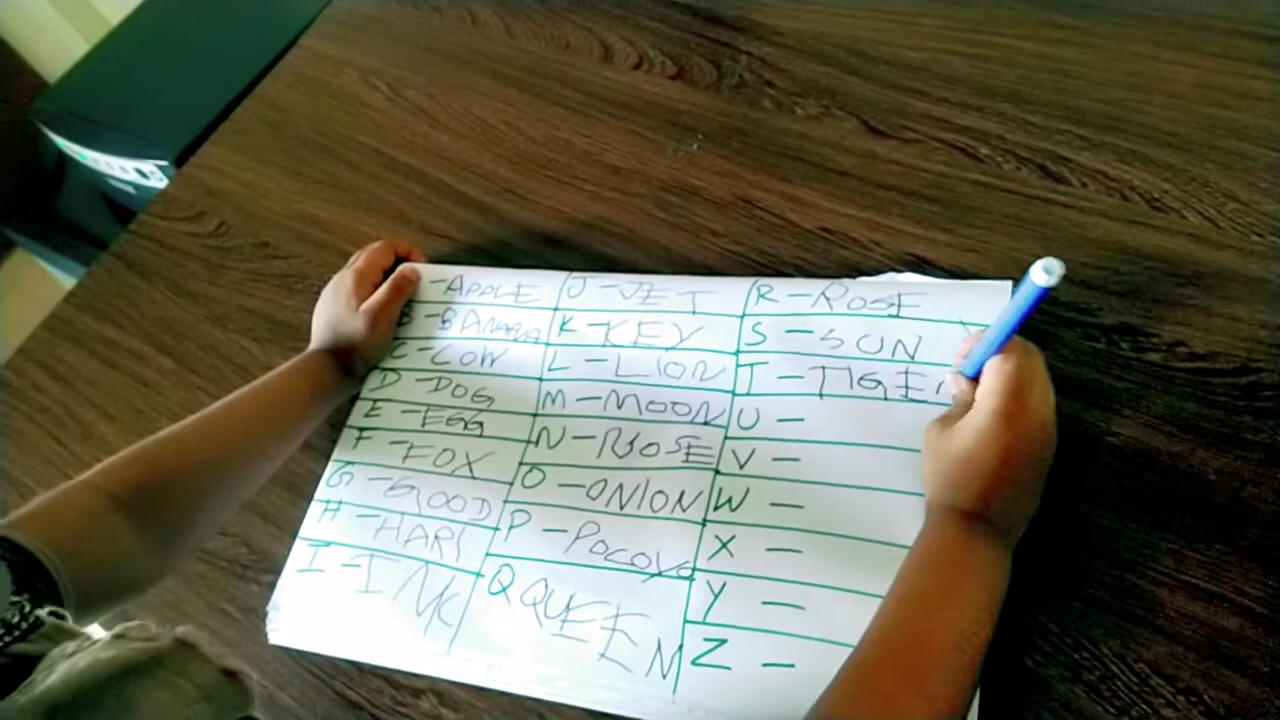 -APPLE
B-BANANA
C-COW
D-DOG
E-EGG
F-FOX
G-GOOD
H-HARI
I-INK
J-JET
K-KEY
L-LION
M-MOON
N-NOSE
O-ONION
P-POCOYO
Q QUEEN
R-ROSE
S-SUN
T-TIGER
U-
V-
W-
X-
Y-
Z-